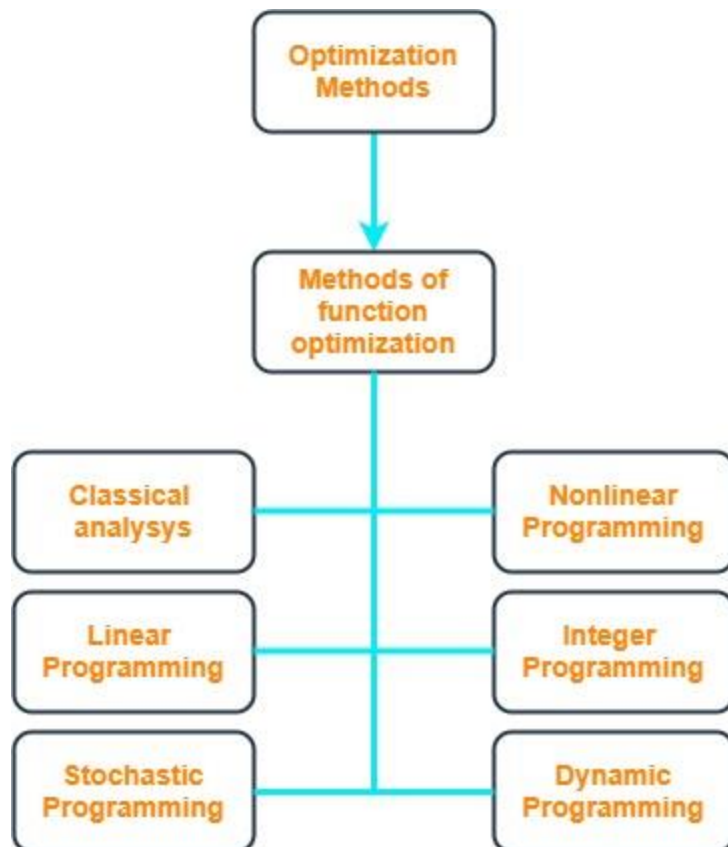 Optimization
Methods
Methods of
function
optimization
Classical
analysys
Nonlinear
Programming
Linear
Programming
Integer
Programming
Stochastic
Programming
Dynamic
Programming